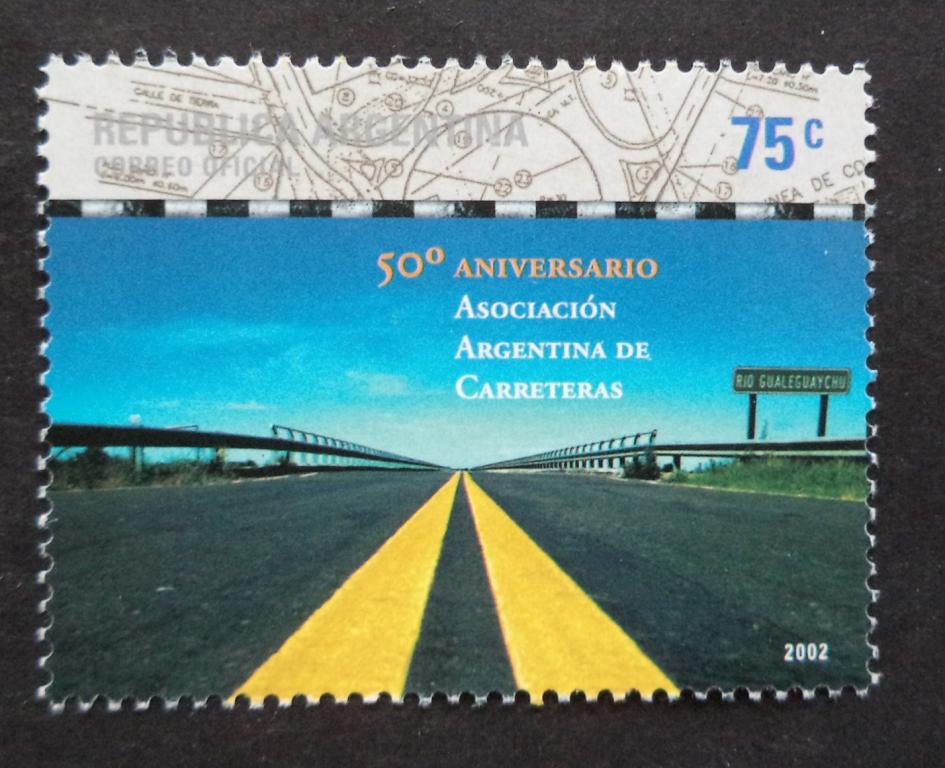 CALLE DE TIERRA
REPUBLICA ARGENTINA
CORREO OFICIAL
75c
50º ANIVERSARIO
ASOCIACIÓN
ARGENTINA DE
CARRETERAS
RIO GUALEGUAYCHU
2002